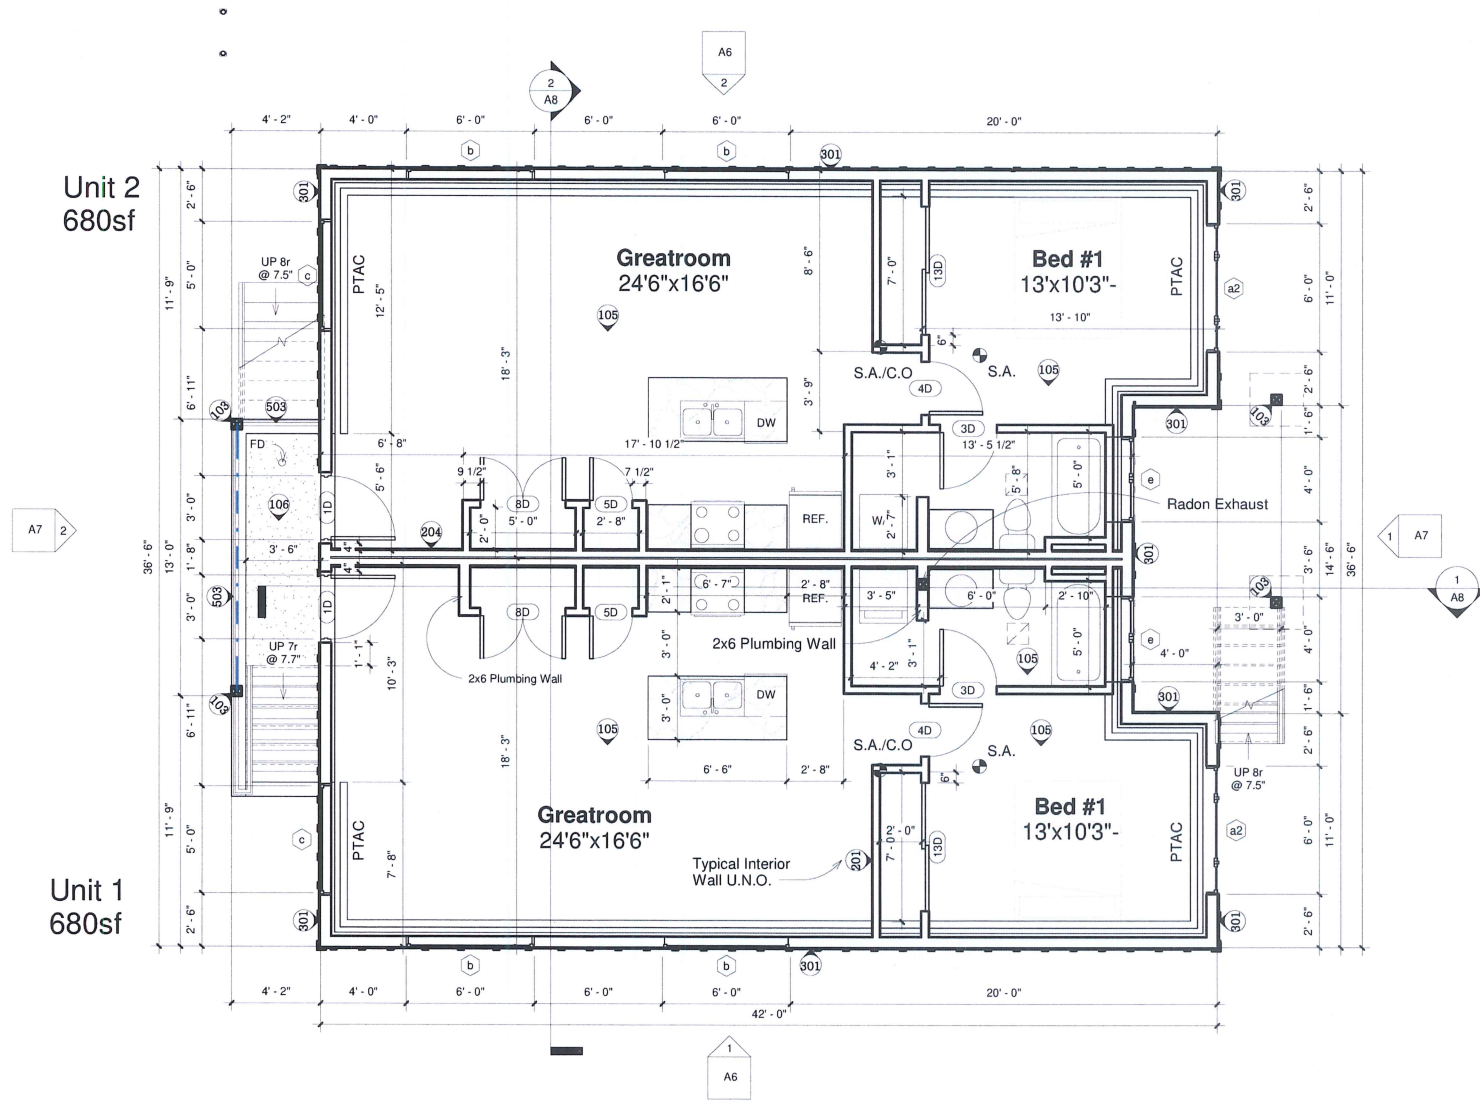 A6
2
2
A8
4' - 2"
4' - 0"
6' - 0"
6' - 0"
6' - 0"
20' - 0"
b
b
301
Unit 2
680sf
301
301
2' - 6"
2' - 6"
UP 8r
@ 7.5"
c
PTAC
12' - 5"
Greatroom
24'6"x16'6"
8' - 6"
7' - 0"
13D
Bed #1
13'x10'3"-
PTAC
a2
5' - 0"
11' - 9"
6' - 0"
11' - 0"
13' - 10"
105
6"
18' - 3"
S.A./C.O
S.A.
105
4D
3' - 9"
6' - 11"
2' - 6"
103
503
103
301
1' - 6"
DW
3D
FD
6' - 8"
17' - 10 1/2"
13' - 5 1/2"
5' - 6"
9 1/2"
7 1/2"
3' - 1"
5' - 8"
5' - 0"
e
4' - 0"
Radon Exhaust
106
1D
3' - 0"
8D
5' - 0"
5D
2' - 8"
2' - 0"
REF.
W/
2' - 7"
204
A7
2
1
A7
36' - 6"
13' - 0"
1' - 8"
3' - 6"
4"
4"
301
3' - 6"
14' - 6"
36' - 6"
503
3' - 0"
1D
8D
5D
2' - 1"
6' - 7"
2' - 8"
REF.
3' - 5"
6' - 0"
2' - 10"
103
1
A8
3' - 0"
UP 7r
@ 7.7"
1' - 1"
10' - 3"
3' - 0"
2x6 Plumbing Wall
3' - 1"
4' - 2"
105
5' - 0"
e
4' - 0"
4' - 0"
2x6 Plumbing Wall
3D
103
301
1' - 6"
6' - 11"
3' - 0"
DW
105
4D
105
18' - 3"
S.A./C.O
S.A.
2' - 6"
6' - 6"
2' - 8"
6"
UP 8r
@ 7.5"
11' - 9"
Greatroom
24'6"x16'6"
Bed #1
13'x10'3"-
5' - 0"
c
PTAC
7' - 8"
2' - 0"
7' - 0"
13D
PTAC
a2
6' - 0"
11' - 0"
Typical Interior
Wall U.N.O.
201
Unit 1
680sf
2' - 6"
301
301
2' - 6"
b
b
301
4' - 2"
4' - 0"
6' - 0"
6' - 0"
6' - 0"
20' - 0"
42' - 0"
1
A6